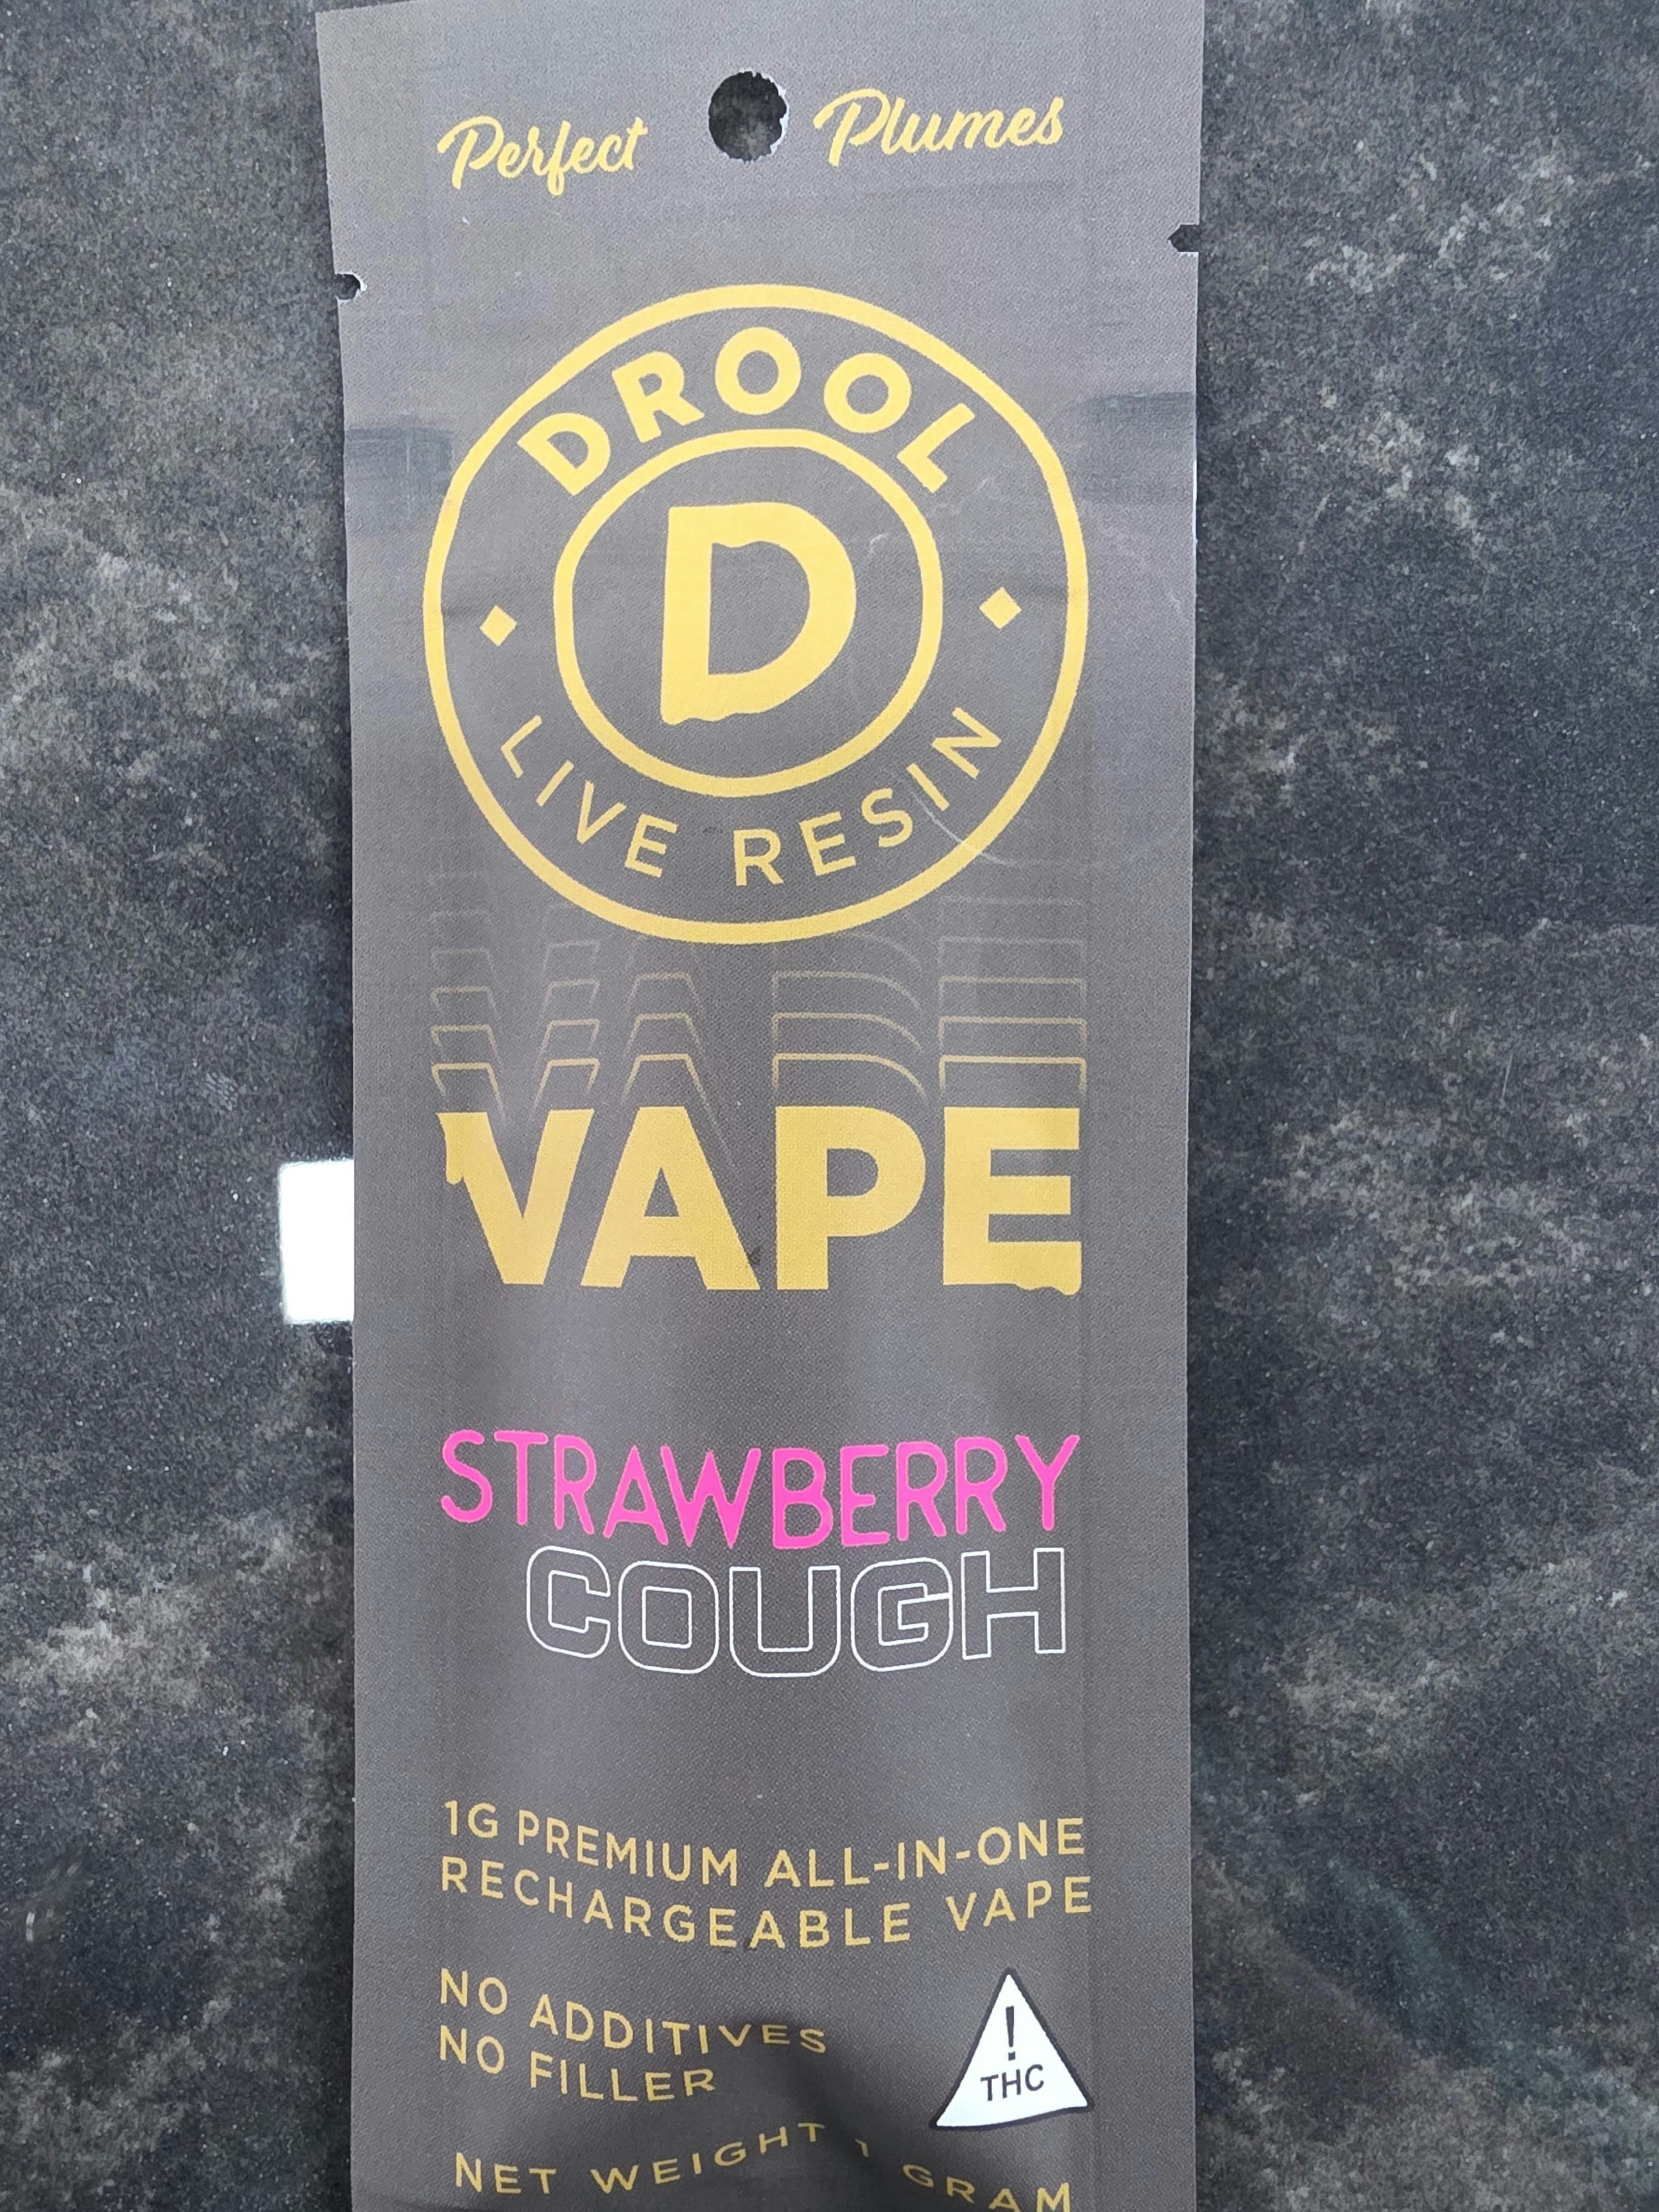 Perfect Plumes
DROOL
D
LIVE RESIN
VAPE
STRAWBERRY
COUGH
1G PREMIUM ALL-IN-ONE
RECHARGEABLE VAPE
NO ADDITIVES
NO FILLER
!
THC
NET WEIGHT 1 GRAM